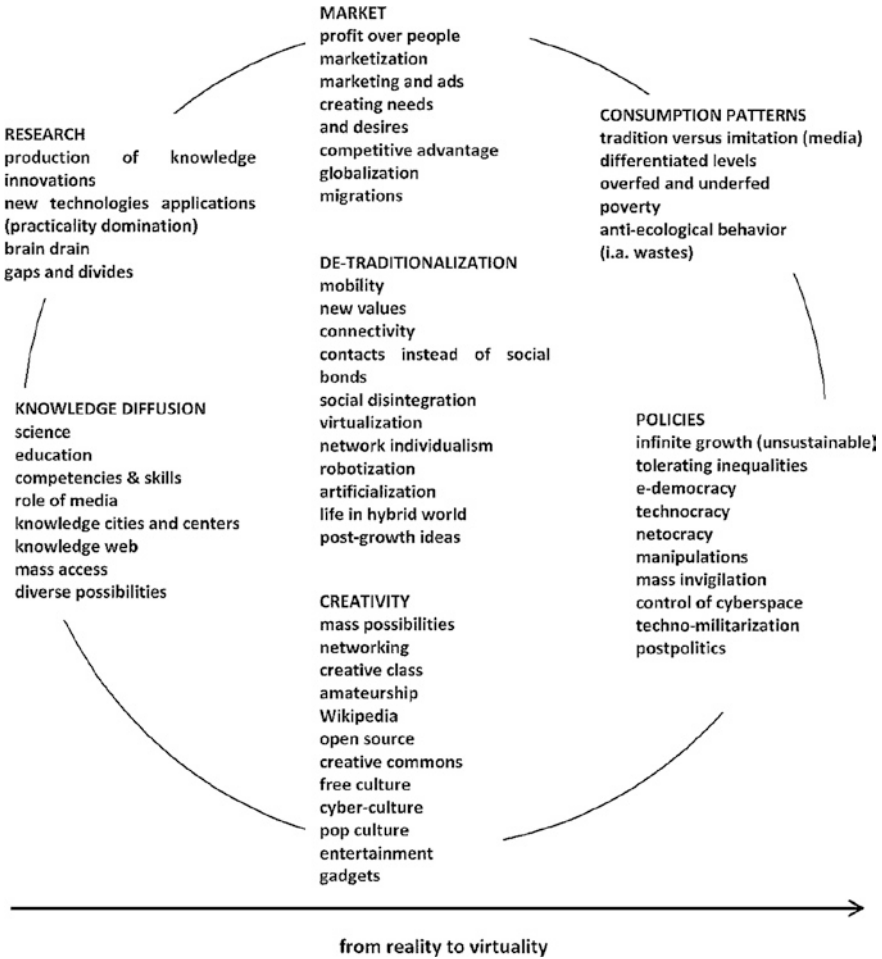 MARKET
profit over people
marketization
marketing and ads
creating needs
and desires
competitive advantage
globalization
migrations
RESEARCH
production of knowledge
innovations
new technologies applications
(practicality domination)
brain drain
gaps and divides
CONSUMPTION PATTERNS
tradition versus imitation (media)
differentiated levels
overfed and underfed
poverty
anti-ecological behavior
(i.a. wastes)
DE-TRADITIONALIZATION
mobility
new values
connectivity
contacts instead of social
bonds
social disintegration
virtualization
network individualism
robotization
artificialization
life in hybrid world
post-growth ideas
KNOWLEDGE DIFFUSION
science
education
competencies & skills
role of media
knowledge cities and centers
knowledge web
mass access
diverse possibilities
POLICIES
infinite growth (unsustainable)
tolerating inequalities
e-democracy
technocracy
netocracy
manipulations
mass invigilation
control of cyberspace
techno-militarization
postpolitics
CREATIVITY
mass possibilities
networking
creative class
amateurship
Wikipedia
open source
creative commons
free culture
cyber-culture
pop culture
entertainment
gadgets
from reality to virtuality